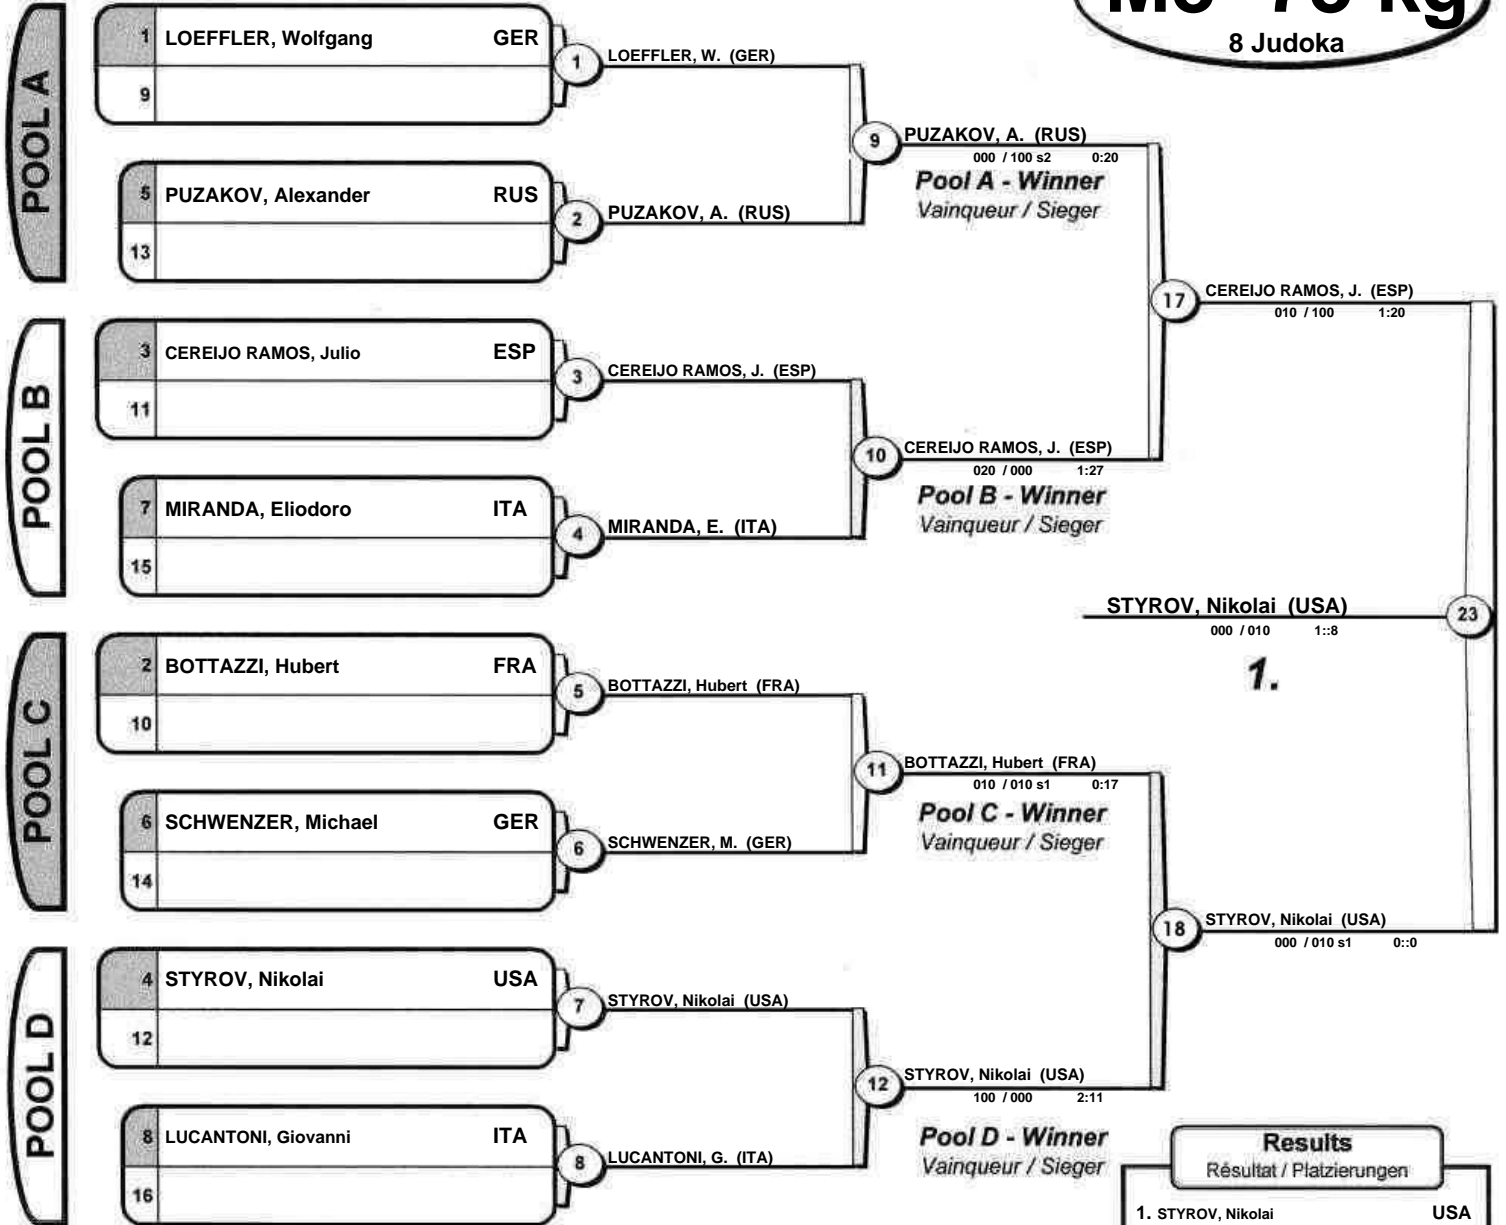 M6 -73 kg
8 Judoka
POOL A
1 LOEFFLER, Wolfgang GER
9
1
LOEFFLER, W. (GER)
5 PUZAKOV, Alexander RUS
13
2
PUZAKOV, A. (RUS)
9
PUZAKOV, A. (RUS)
000 / 100 s2 0:20
Pool A - Winner
Vainqueur / Sieger
POOL B
3 CEREIJO RAMOS, Julio ESP
11
3
CEREIJO RAMOS, J. (ESP)
7 MIRANDA, Eliodoro ITA
15
4
MIRANDA, E. (ITA)
10
CEREIJO RAMOS, J. (ESP)
020 / 000 1:27
Pool B - Winner
Vainqueur / Sieger
17
CEREIJO RAMOS, J. (ESP)
010 / 100 1:20
STYROV, Nikolai (USA)
000 / 010 1::8
23
1.
POOL C
2 BOTTAZZI, Hubert FRA
10
5
BOTTAZZI, Hubert (FRA)
6 SCHWENZER, Michael GER
14
6
SCHWENZER, M. (GER)
11
BOTTAZZI, Hubert (FRA)
010 / 010 s1 0:17
Pool C - Winner
Vainqueur / Sieger
18
STYROV, Nikolai (USA)
000 / 010 s1 0::0
POOL D
4 STYROV, Nikolai USA
12
7
STYROV, Nikolai (USA)
8 LUCANTONI, Giovanni ITA
16
8
LUCANTONI, G. (ITA)
12
STYROV, Nikolai (USA)
100 / 000 2:11
Pool D - Winner
Vainqueur / Sieger
Results
Résultat / Platzierungen
1. STYROV, Nikolai USA